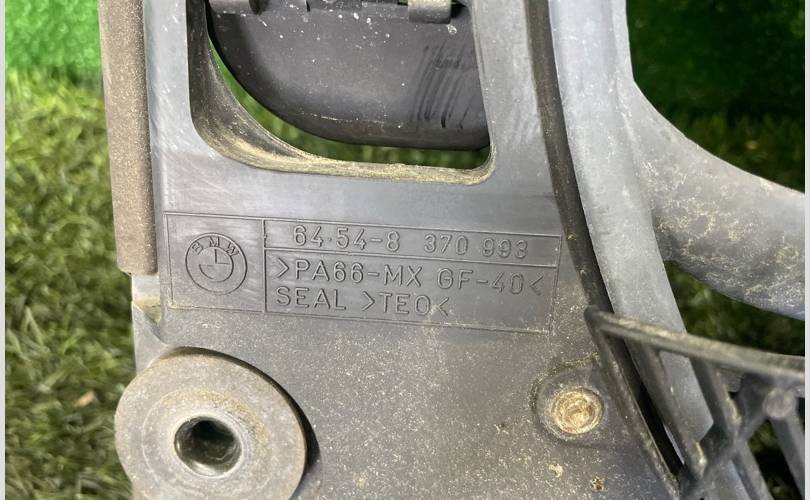 BMW
64·54-8 370 993
>PA66-MX GF-40<
SEAL >TEO<